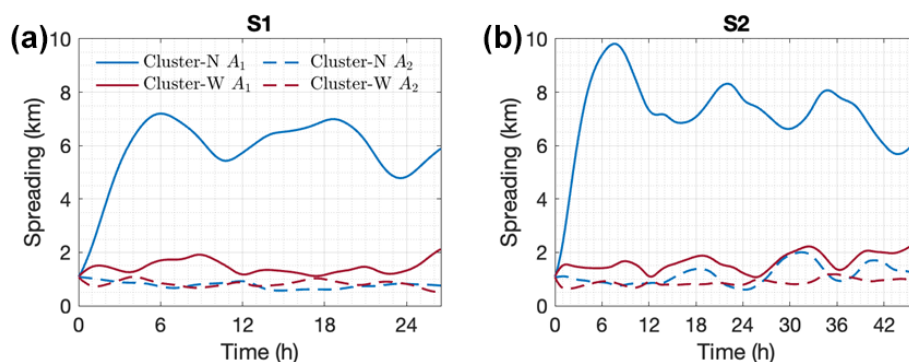 (a)
S1
10
8
6
4
2
0
Spreading (km)
Cluster-N A₁
Cluster-N A₂
Cluster-W A₁
Cluster-W A₂
0 6 12 18 24
Time (h)
(b)
S2
10
8
6
4
2
0
Spreading (km)
0 6 12 18 24 30 36 42
Time (h)